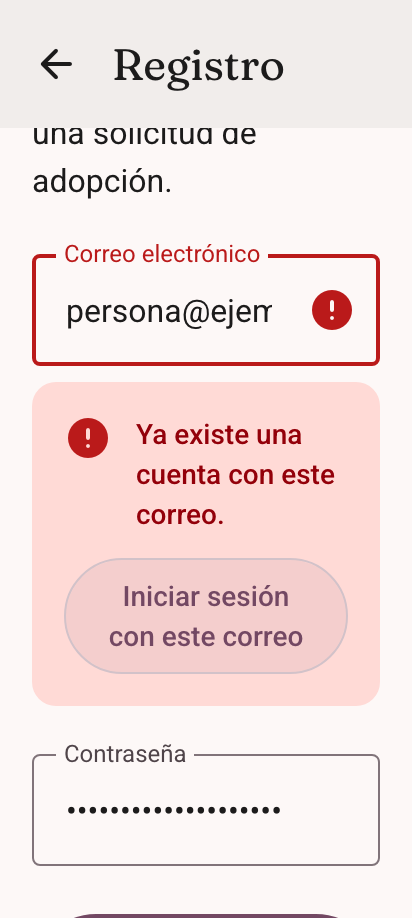 Registro
una solicitud de
adopción.
Correo electrónico
persona@ejem
Ya existe una
cuenta con este
correo.
Iniciar sesión
con este correo
Contraseña
••••••••••••••••••••